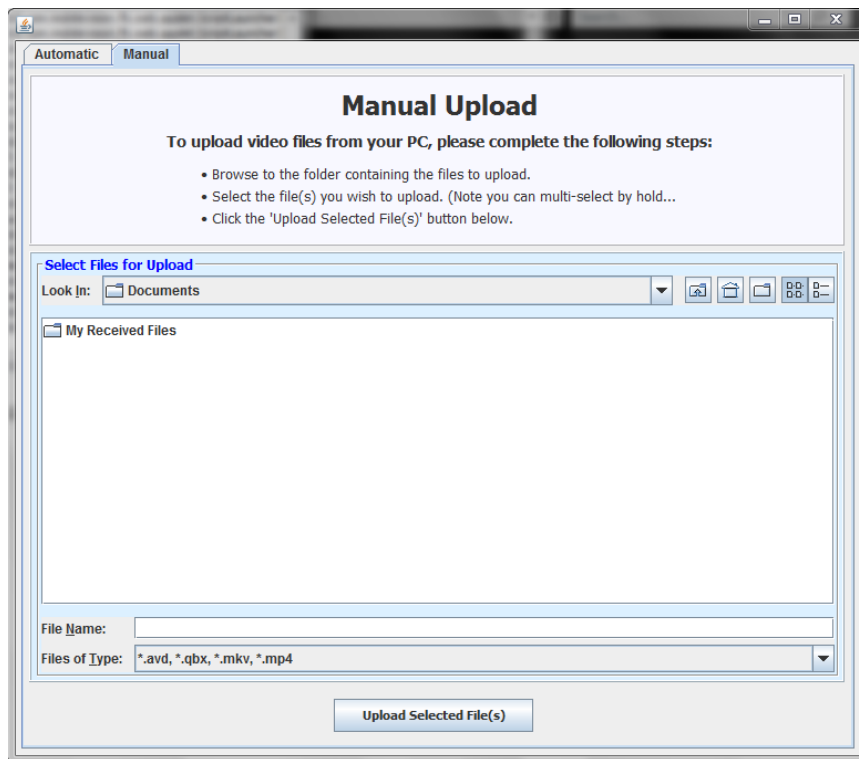 Automatic Manual
Manual Upload
To upload video files from your PC, please complete the following steps:
• Browse to the folder containing the files to upload.
• Select the file(s) you wish to upload. (Note you can multi-select by hold...
• Click the 'Upload Selected File(s)' button below.
Select Files for Upload
Look In: Documents
My Received Files
File Name:
Files of Type: *.avd, *.qbx, *.mkv, *.mp4
Upload Selected File(s)